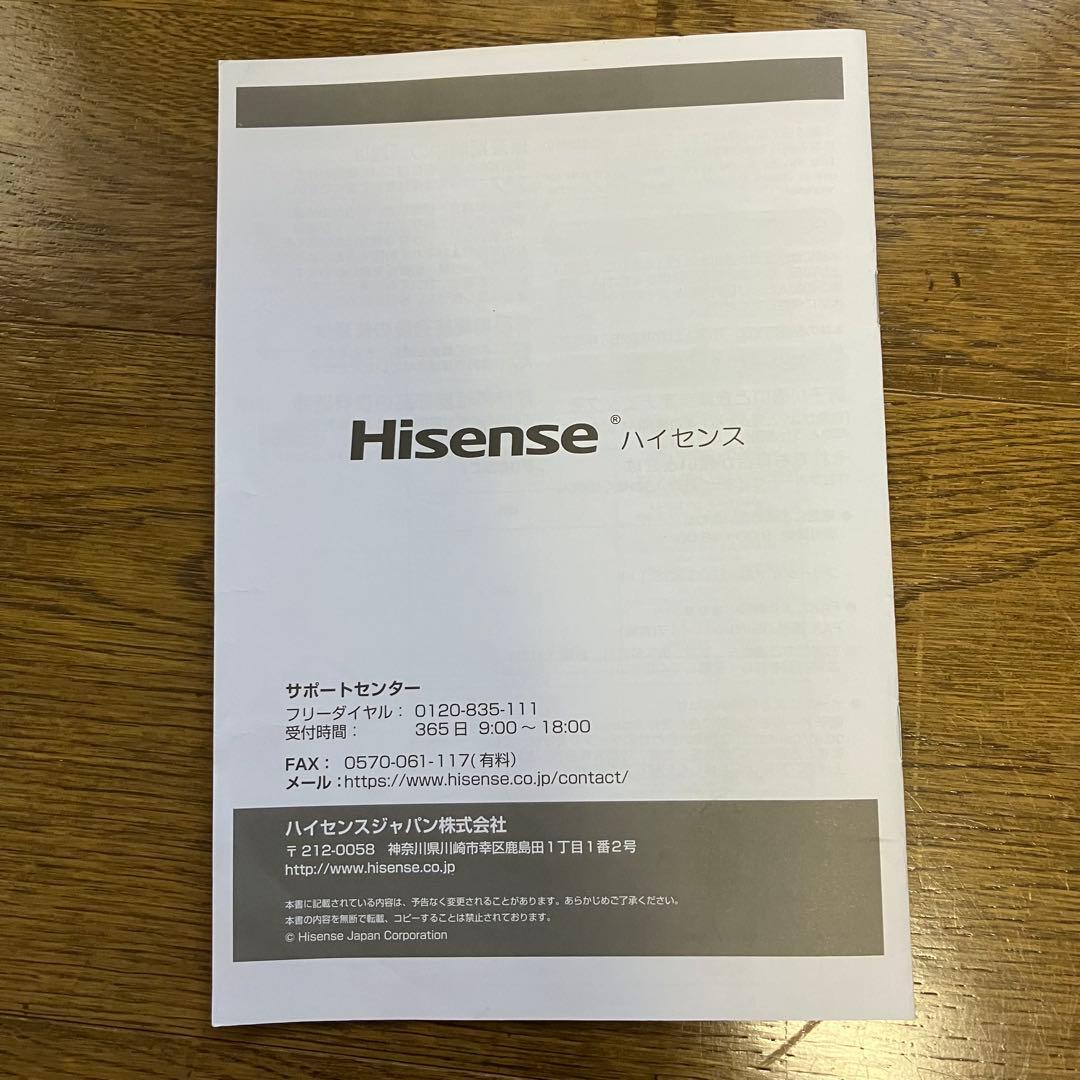 Hisense® ハイセンス
サポートセンター
フリーダイヤル： 0120-835-111
受付時間： 365日 9:00～18:00
FAX： 0570-061-117(有料)
メール：https://www.hisense.co.jp/contact/
ハイセンスジャパン株式会社
〒212-0058 神奈川県川崎市幸区鹿島田1丁目1番2号
http://www.hisense.co.jp
本書に記載されている内容は、予告なく変更されることがあります。あらかじめご了承ください。
本書の内容を無断で転載、コピーすることは禁止されております。
© Hisense Japan Corporation